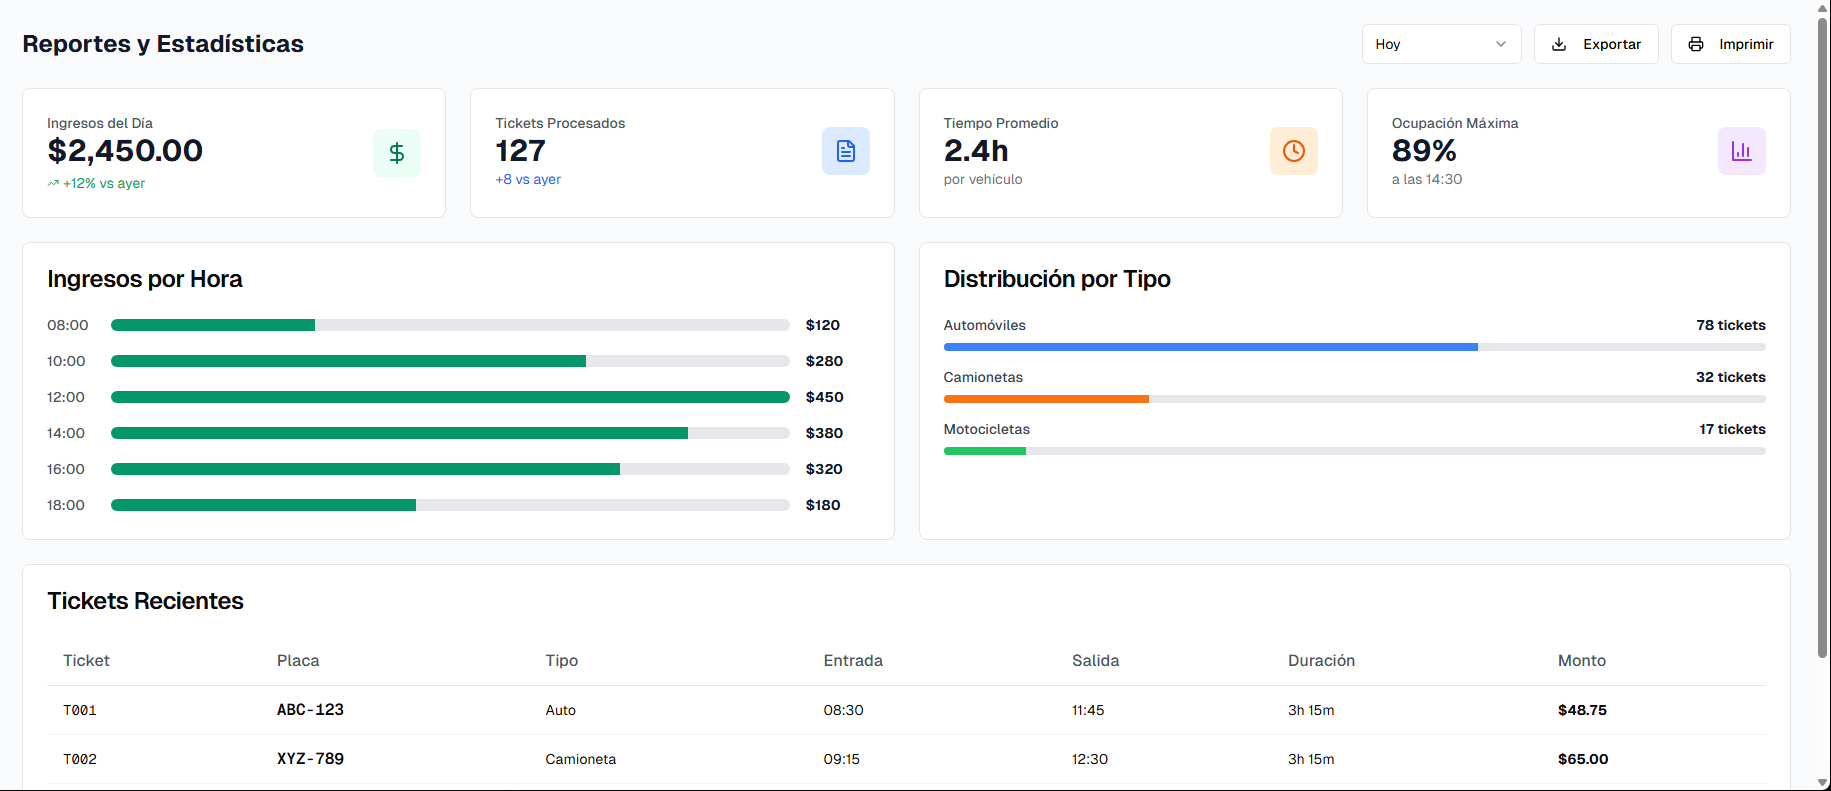 Reportes y Estadísticas
Hoy
Exportar
Imprimir
Ingresos del Día
$2,450.00
+12% vs ayer
Tickets Procesados
127
+8 vs ayer
Tiempo Promedio
2.4h
por vehículo
Ocupación Máxima
89%
a las 14:30
Ingresos por Hora
08:00 $120
10:00 $280
12:00 $450
14:00 $380
16:00 $320
18:00 $180
Distribución por Tipo
Automóviles 78 tickets
Camionetas 32 tickets
Motocicletas 17 tickets
Tickets Recientes
Ticket Placa Tipo Entrada Salida Duración Monto
T001 ABC-123 Auto 08:30 11:45 3h 15m $48.75
T002 XYZ-789 Camioneta 09:15 12:30 3h 15m $65.00